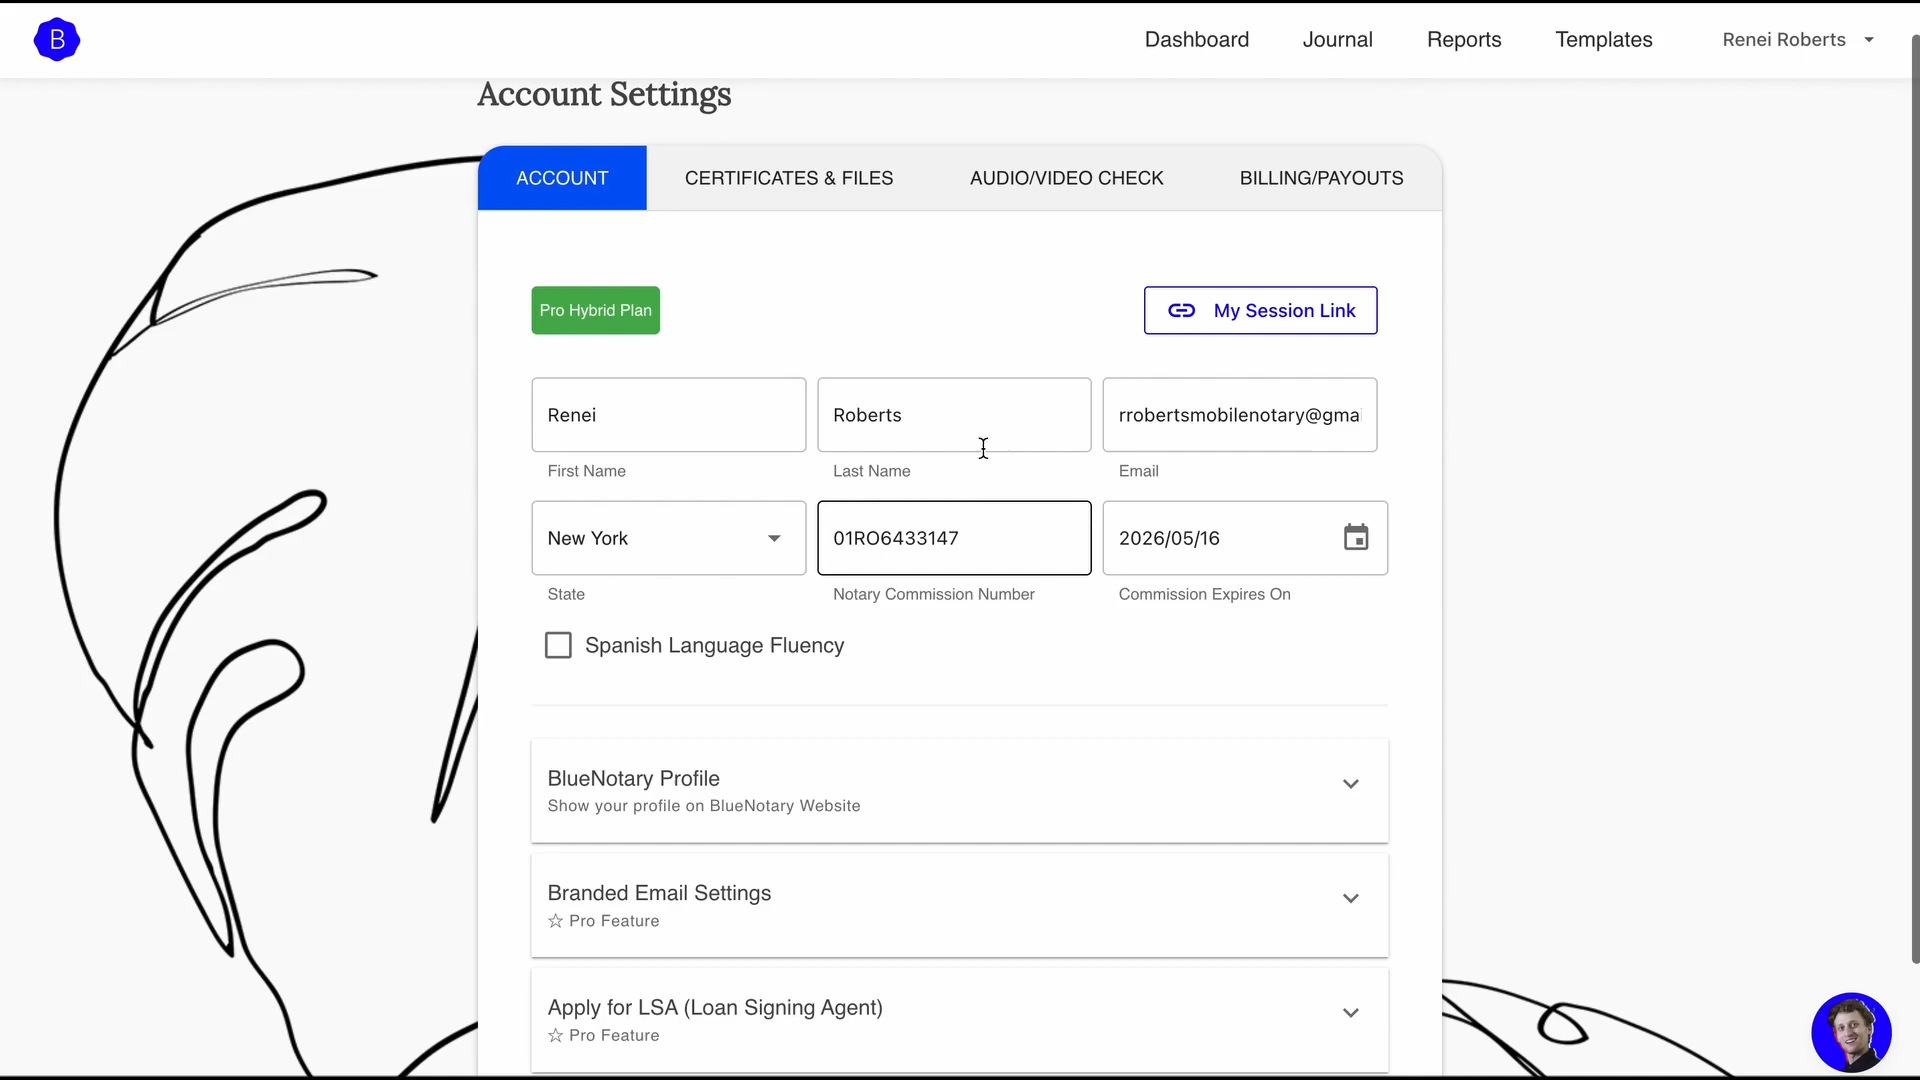 B
Dashboard Journal Reports Templates Renei Roberts
Account Settings
ACCOUNT CERTIFICATES & FILES AUDIO/VIDEO CHECK BILLING/PAYOUTS
Pro Hybrid Plan My Session Link
Renei Roberts rrobertsmobilenotary@gmai
First Name Last Name Email
New York 01RO6433147 2026/05/16
State Notary Commission Number Commission Expires On
Spanish Language Fluency
BlueNotary Profile
Show your profile on BlueNotary Website
Branded Email Settings
☆ Pro Feature
Apply for LSA (Loan Signing Agent)
☆ Pro Feature